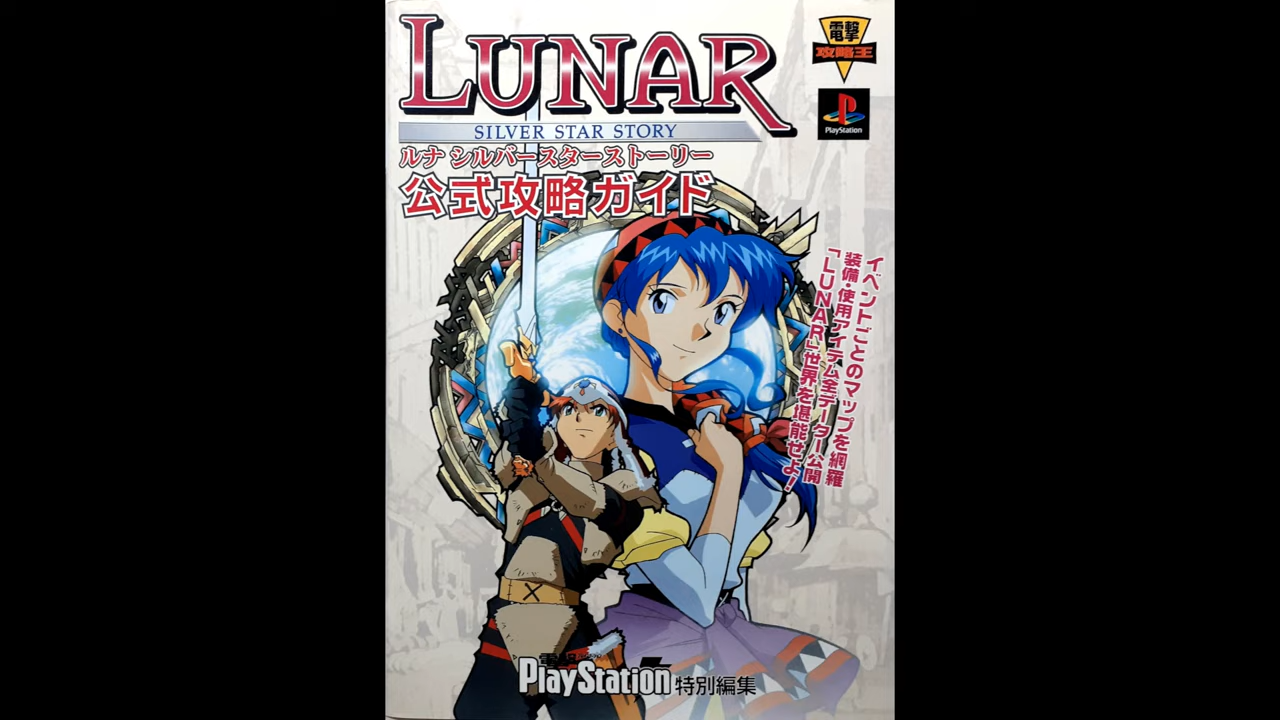 LUNAR
SILVER STAR STORY
ルナ シルバースターストーリー
公式攻略ガイド
電撃
攻略王
PlayStation
イベントごとのマップを網羅
装備・使用アイテム全データ公開
「LUNAR」世界を堪能せよ!
電撃
PlayStation 特別編集